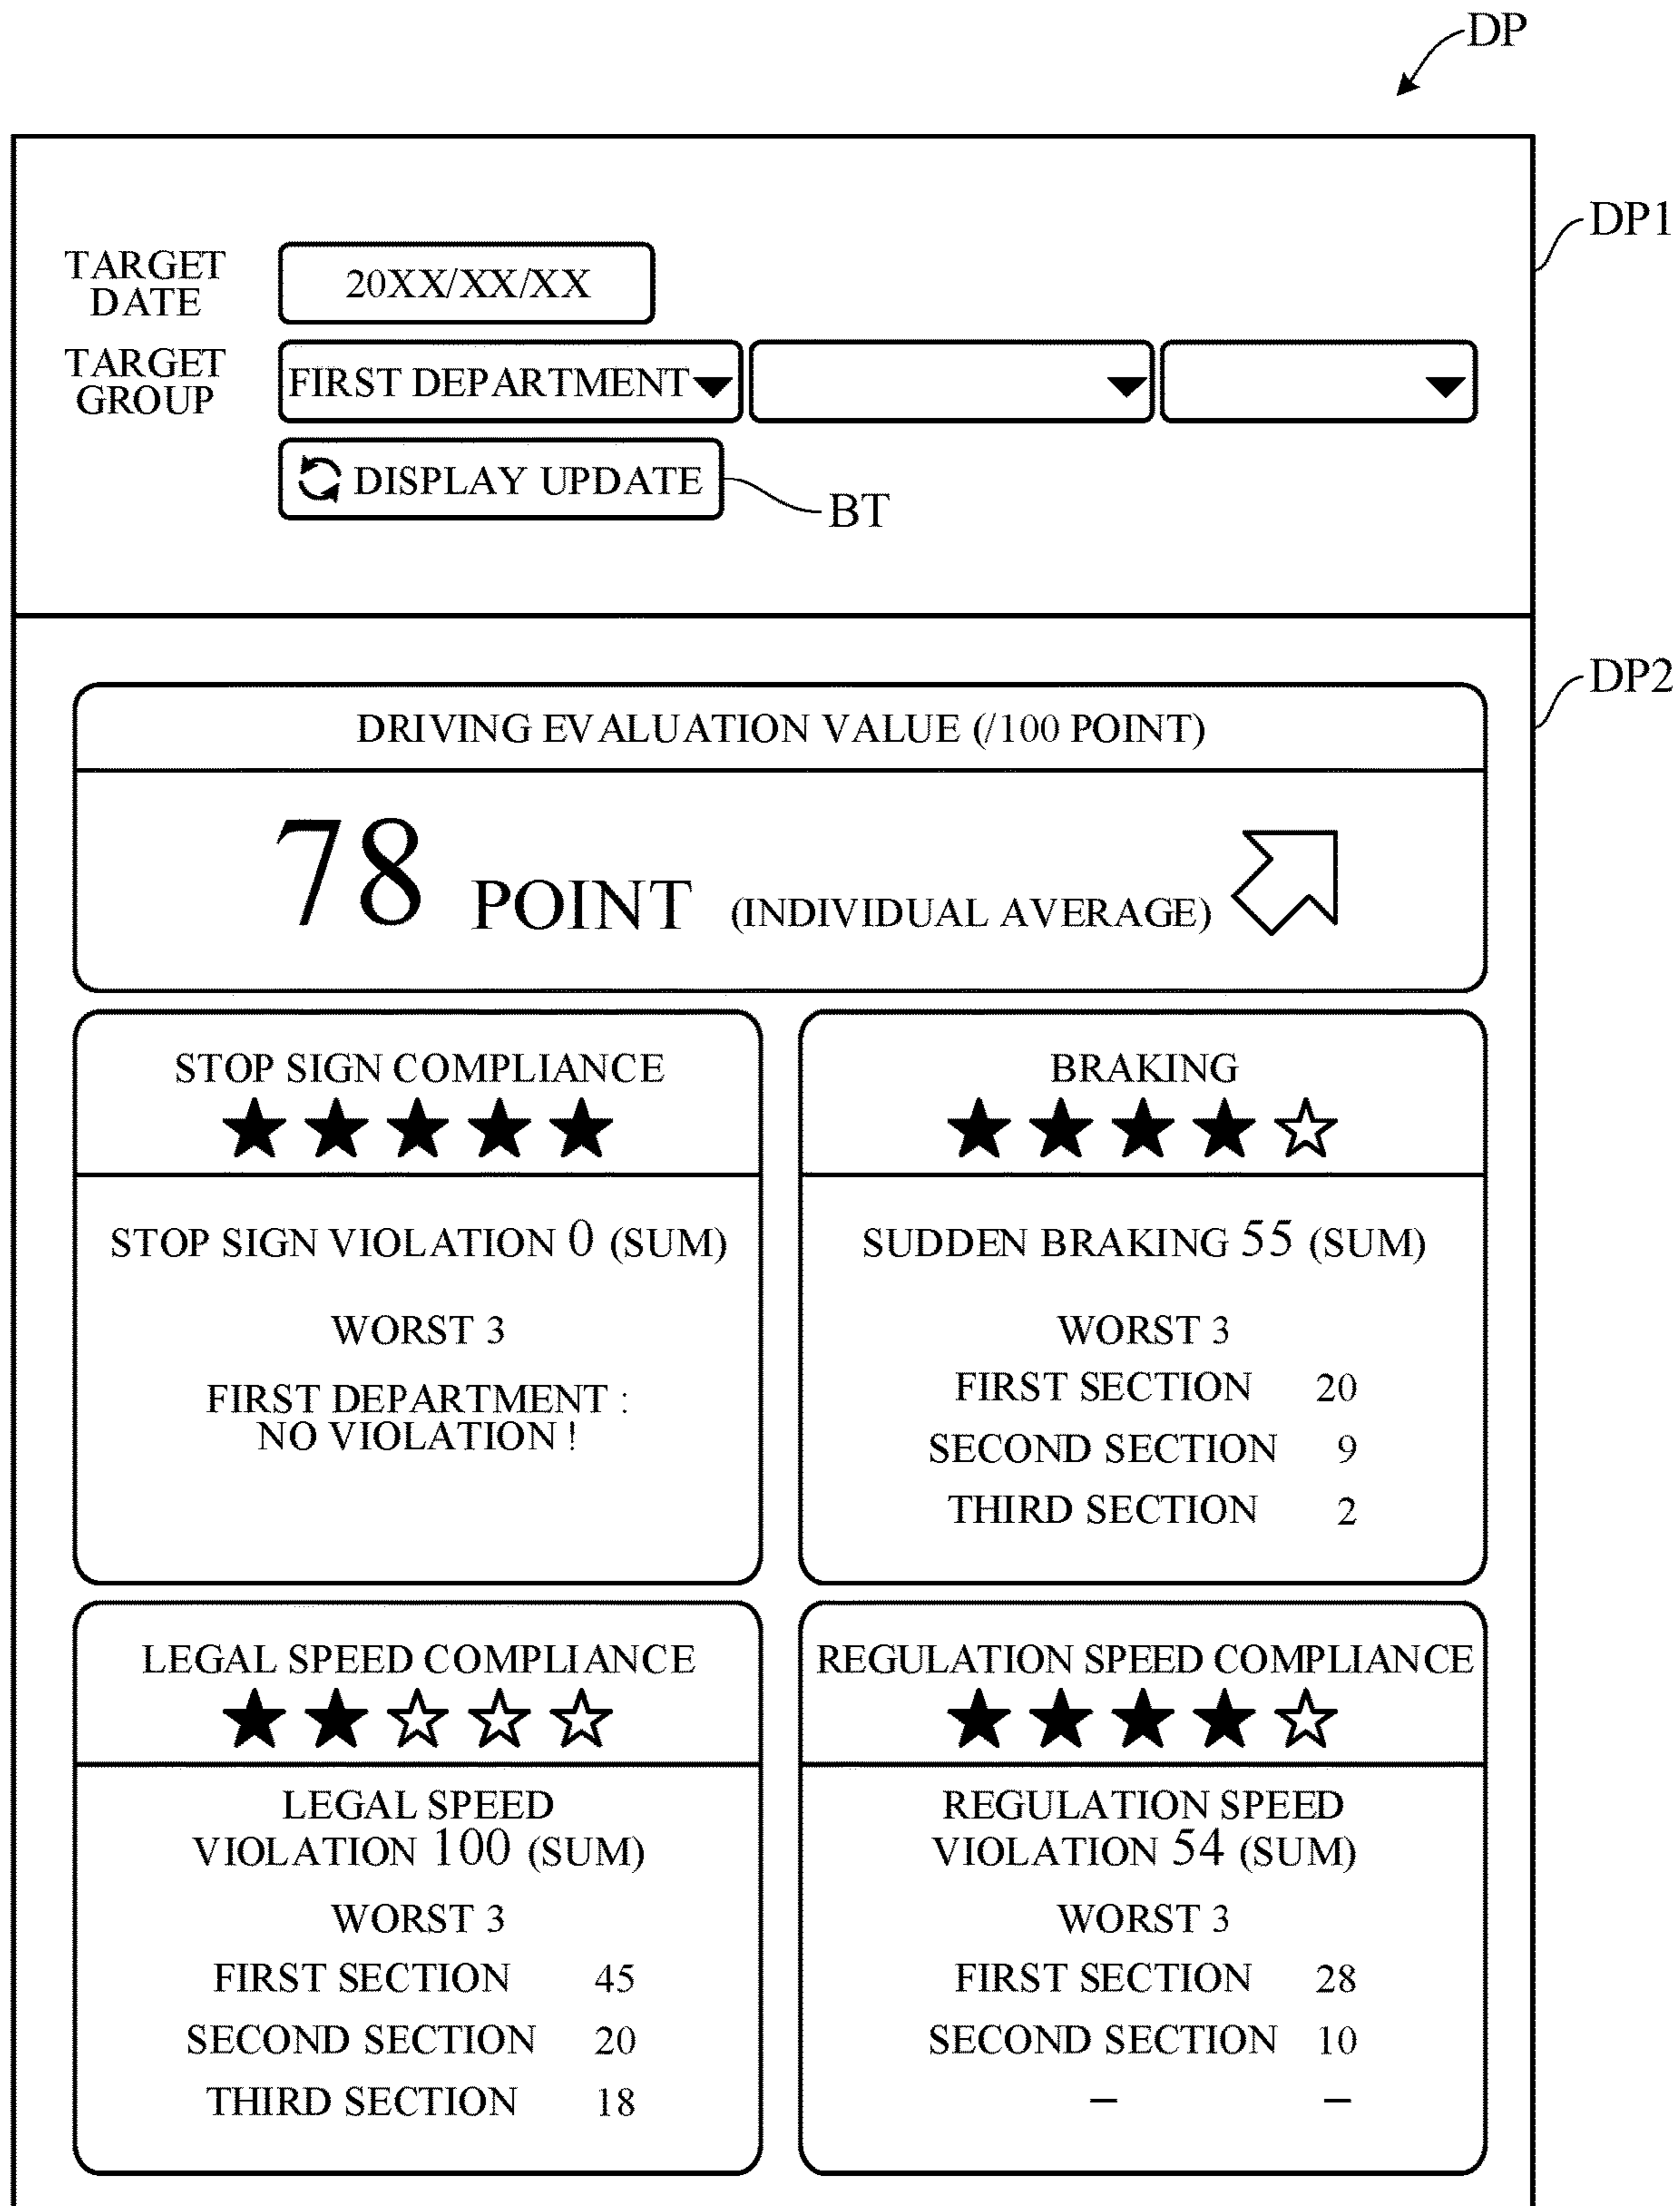 DP
DP1
TARGET
DATE
20XX/XX/XX
TARGET
GROUP
FIRST DEPARTMENT
DISPLAY UPDATE
BT
DP2
DRIVING EVALUATION VALUE (/100 POINT)
78 POINT (INDIVIDUAL AVERAGE)
STOP SIGN COMPLIANCE
★★★★★
STOP SIGN VIOLATION 0 (SUM)
WORST 3
FIRST DEPARTMENT :
NO VIOLATION !
BRAKING
★★★★☆
SUDDEN BRAKING 55 (SUM)
WORST 3
FIRST SECTION 20
SECOND SECTION 9
THIRD SECTION 2
LEGAL SPEED COMPLIANCE
★★☆☆☆
LEGAL SPEED
VIOLATION 100 (SUM)
WORST 3
FIRST SECTION 45
SECOND SECTION 20
THIRD SECTION 18
REGULATION SPEED COMPLIANCE
★★★★☆
REGULATION SPEED
VIOLATION 54 (SUM)
WORST 3
FIRST SECTION 28
SECOND SECTION 10
– –